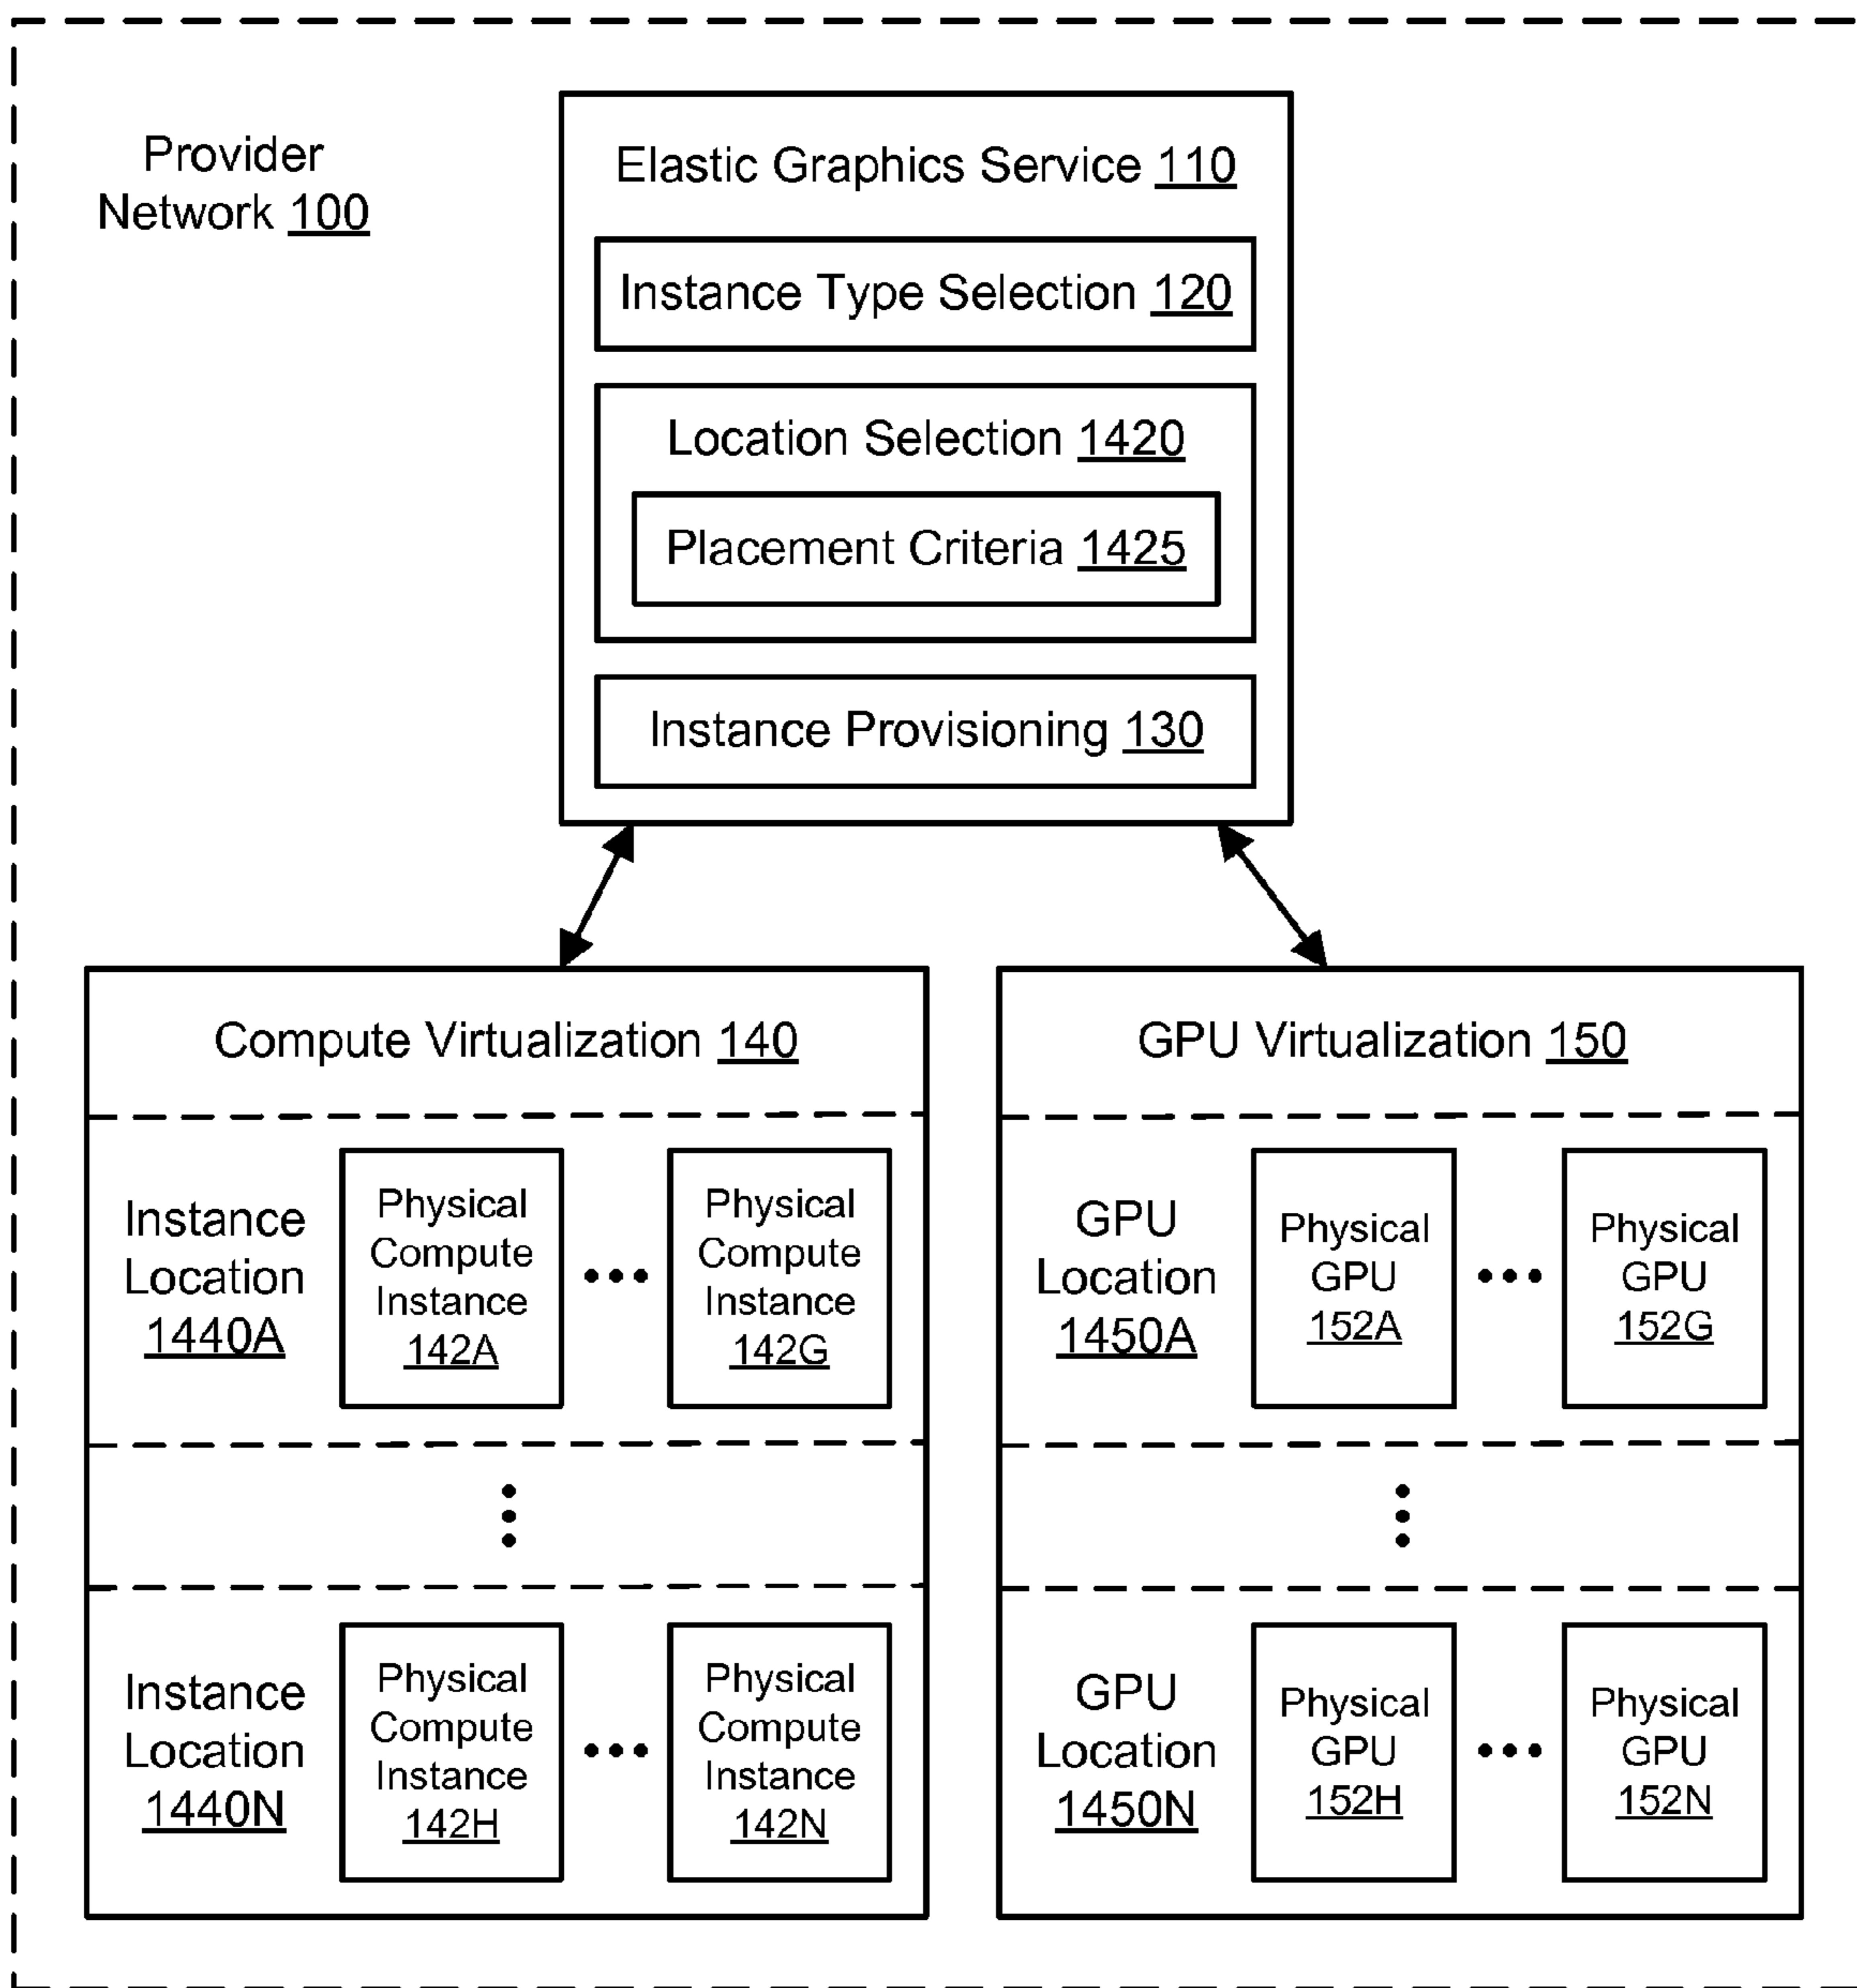 Provider
Network 100
Elastic Graphics Service 110
Instance Type Selection 120
Location Selection 1420
Placement Criteria 1425
Instance Provisioning 130
Compute Virtualization 140
Instance
Location
1440A
Physical
Compute
Instance
142A
Physical
Compute
Instance
142G
Instance
Location
1440N
Physical
Compute
Instance
142H
Physical
Compute
Instance
142N
GPU Virtualization 150
GPU
Location
1450A
Physical
GPU
152A
Physical
GPU
152G
GPU
Location
1450N
Physical
GPU
152H
Physical
GPU
152N